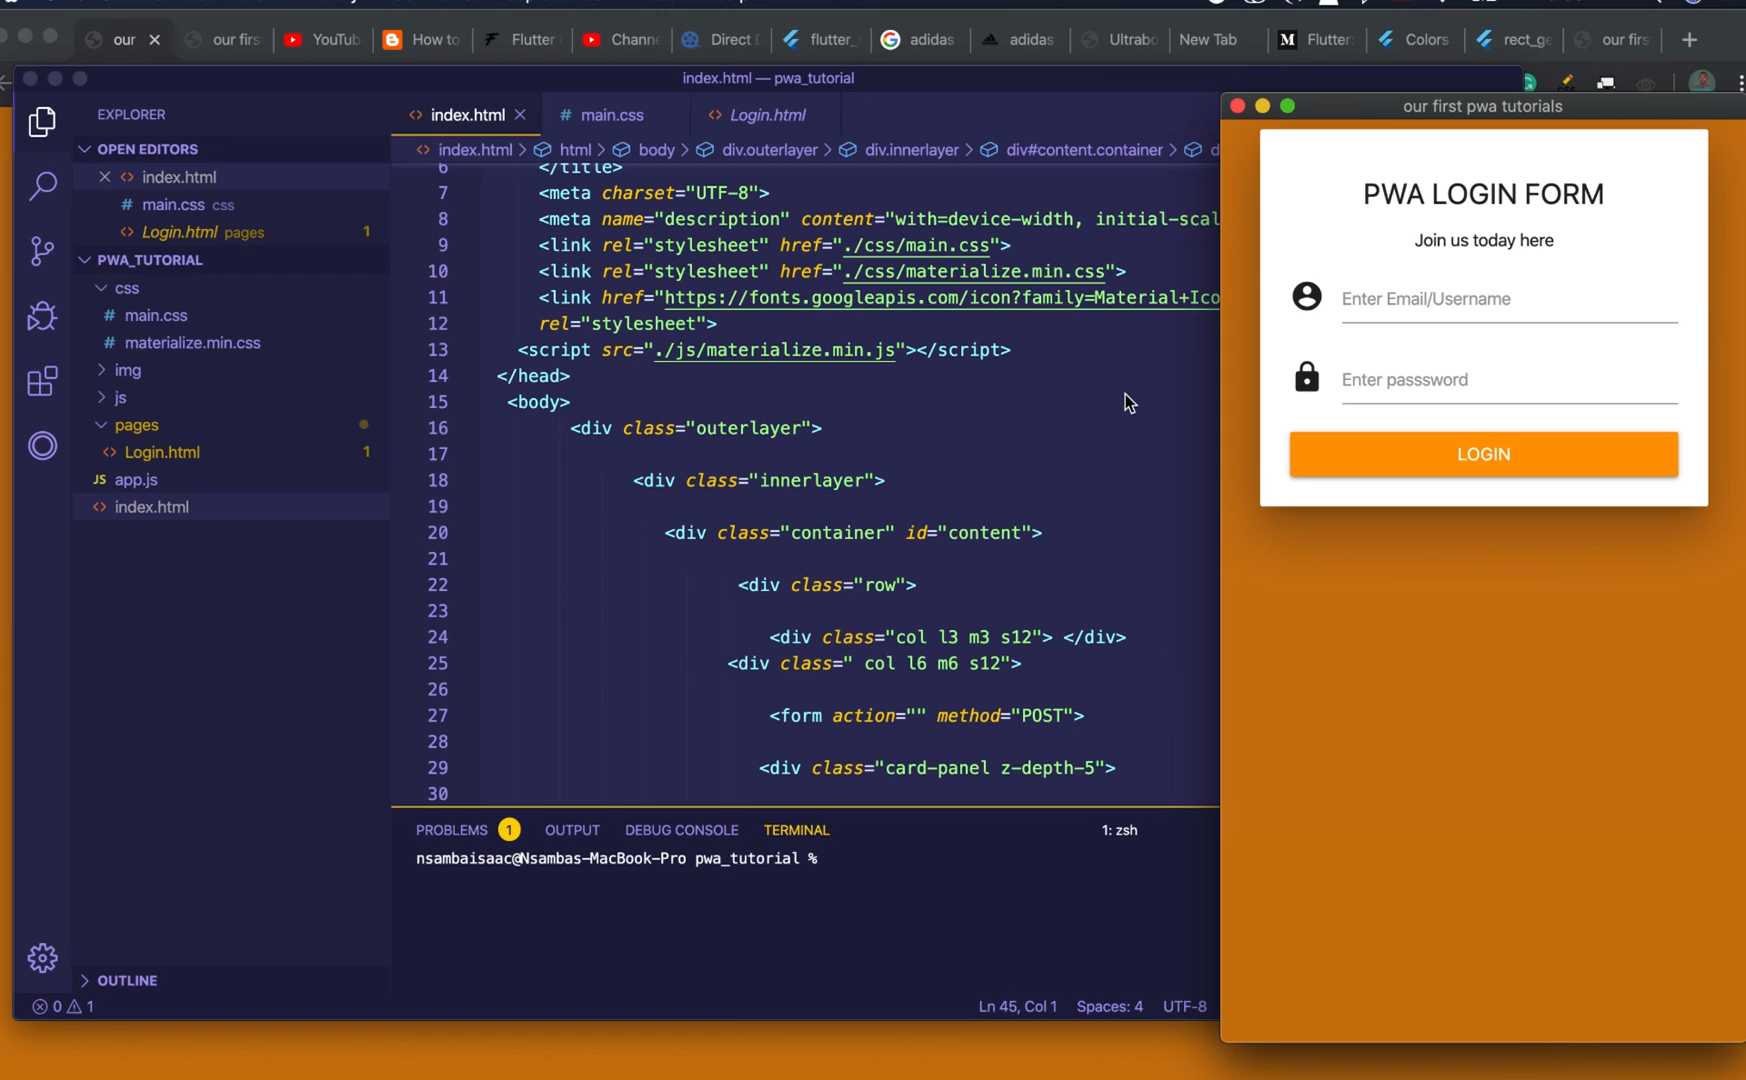 our
our firs
YouTub
How to
Flutter
Chann
Direct D
flutter_
adidas
adidas
Ultrabo
New Tab
Flutter
Colors
rect_ge
our firs
index.html — pwa_tutorial
EXPLORER
OPEN EDITORS
index.html
main.css css
Login.html pages 1
PWA_TUTORIAL
css
main.css
materialize.min.css
img
js
pages
Login.html 1
JS app.js
index.html
OUTLINE
index.html
main.css
Login.html
index.html > html > body > div.outerlayer > div.innerlayer > div#content.container > d
6 </title>
7 <meta charset="UTF-8">
8 <meta name="description" content="with=device-width, initial-scal
9 <link rel="stylesheet" href="./css/main.css">
10 <link rel="stylesheet" href="./css/materialize.min.css">
11 <link href="https://fonts.googleapis.com/icon?family=Material+Ico
12 rel="stylesheet">
13 <script src="./js/materialize.min.js"></script>
14 </head>
15 <body>
16 <div class="outerlayer">
17
18 <div class="innerlayer">
19
20 <div class="container" id="content">
21
22 <div class="row">
23
24 <div class="col l3 m3 s12"> </div>
25 <div class=" col l6 m6 s12">
26
27 <form action="" method="POST">
28
29 <div class="card-panel z-depth-5">
30
PROBLEMS 1 OUTPUT DEBUG CONSOLE TERMINAL 1: zsh
nsambaisaac@Nsambas-MacBook-Pro pwa_tutorial %
0 1 Ln 45, Col 1 Spaces: 4 UTF-8
our first pwa tutorials
PWA LOGIN FORM
Join us today here
Enter Email/Username
Enter passsword
LOGIN